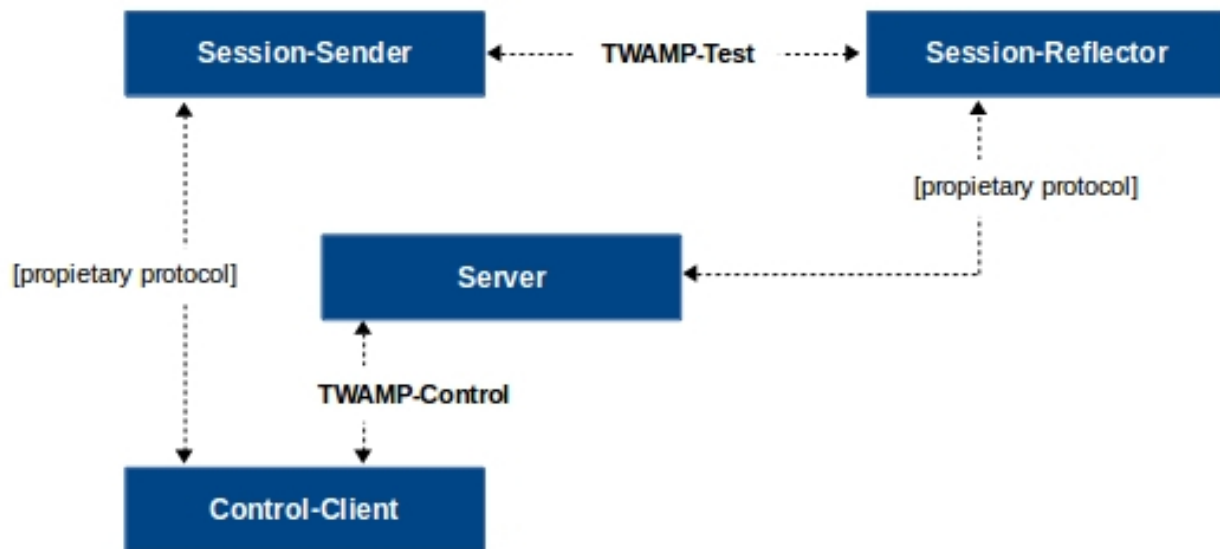 Session-Sender
TWAMP-Test
Session-Reflector
[propietary protocol]
Server
[propietary protocol]
TWAMP-Control
Control-Client